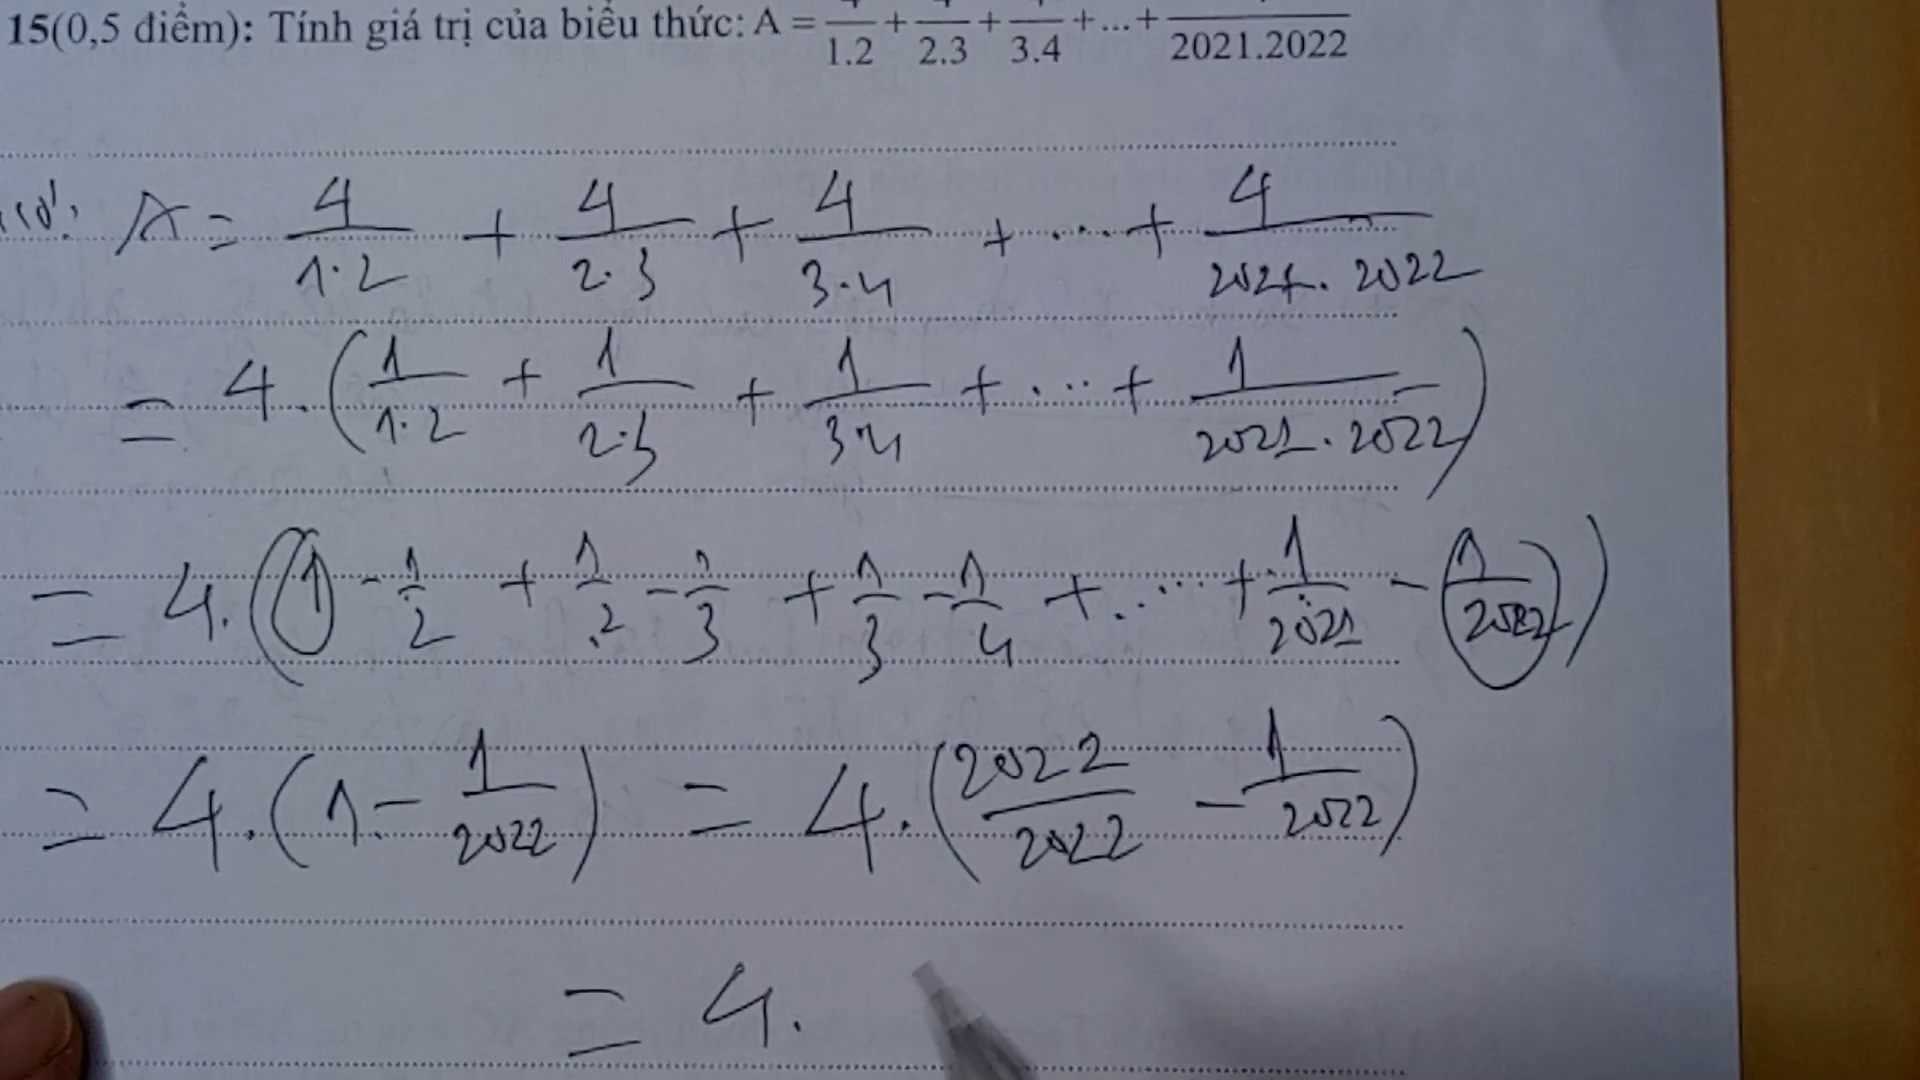 15(0,5 điểm): Tính giá trị của biểu thức: A = 4/1.2 + 4/2.3 + 4/3.4 + ... + 4/2021.2022
A = 4/1·2 + 4/2·3 + 4/3·4 + ... + 4/2021.2022
= 4.(1/1·2 + 1/2·3 + 1/3·4 + ... + 1/2021.2022)
= 4.(1 - 1/2 + 1/2 - 1/3 + 1/3 - 1/4 + ... + 1/2021 - 1/2022)
= 4.(1 - 1/2022) = 4.(2022/2022 - 1/2022)
= 4.